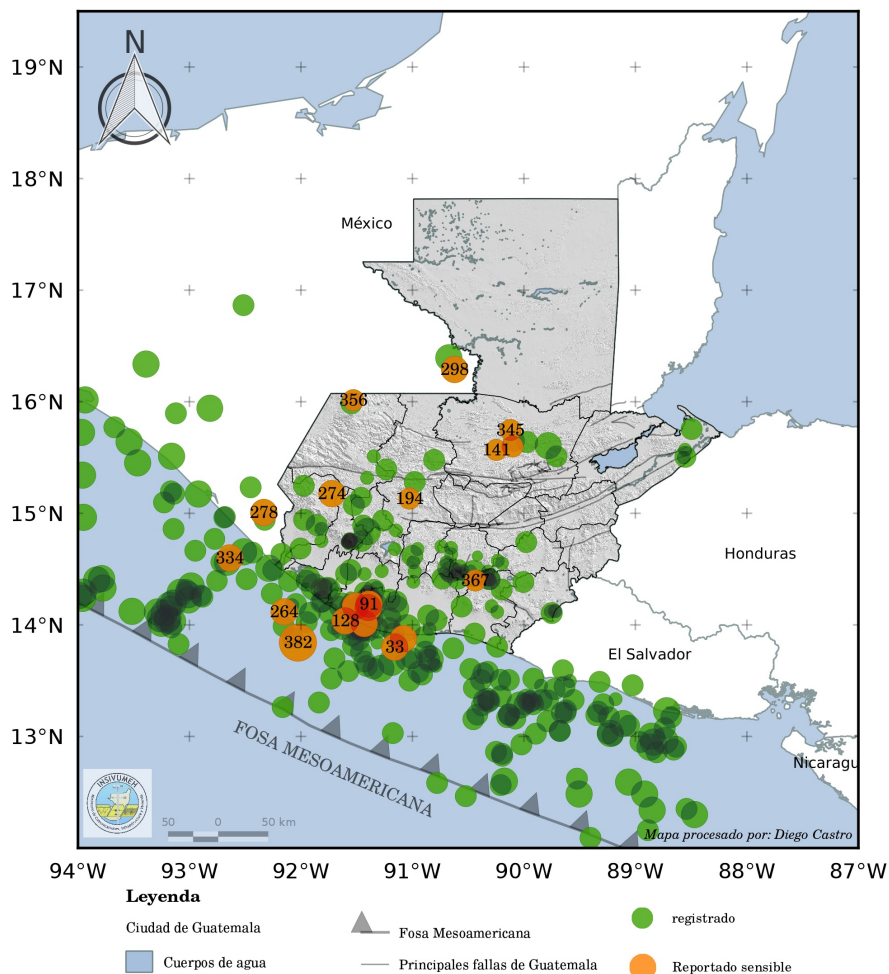 N
19°N
18°N
17°N
16°N
15°N
14°N
13°N
México
298
356
345
141
274
194
278
334
367
264
91
128
382
33
Honduras
El Salvador
Nicaragu
FOSA MESOAMERICANA
INSIVUMEH
50 0 50 km
Mapa procesado por: Diego Castro
94°W 93°W 92°W 91°W 90°W 89°W 88°W 87°W
Leyenda
Ciudad de Guatemala
Cuerpos de agua
Fosa Mesoamericana
Principales fallas de Guatemala
registrado
Reportado sensible